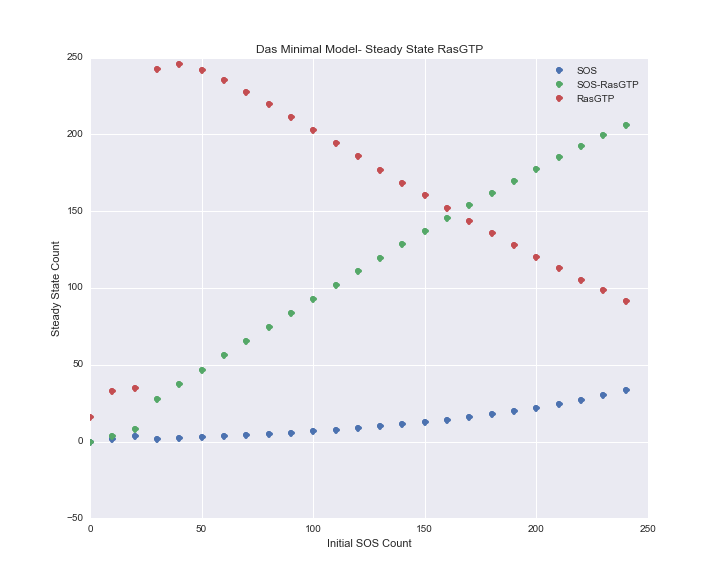 Das Minimal Model- Steady State RasGTP
250
200
150
100
50
0
−50
Steady State Count
SOS
SOS-RasGTP
RasGTP
0
50
100
150
200
250
Initial SOS Count